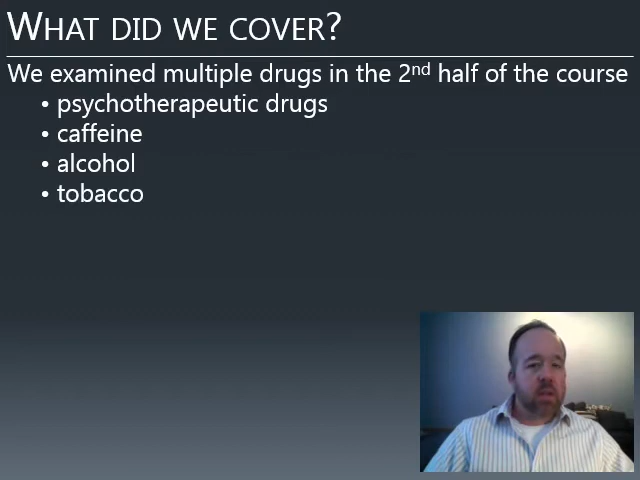 WHAT DID WE COVER?
We examined multiple drugs in the 2nd half of the course
• psychotherapeutic drugs
• caffeine
• alcohol
• tobacco